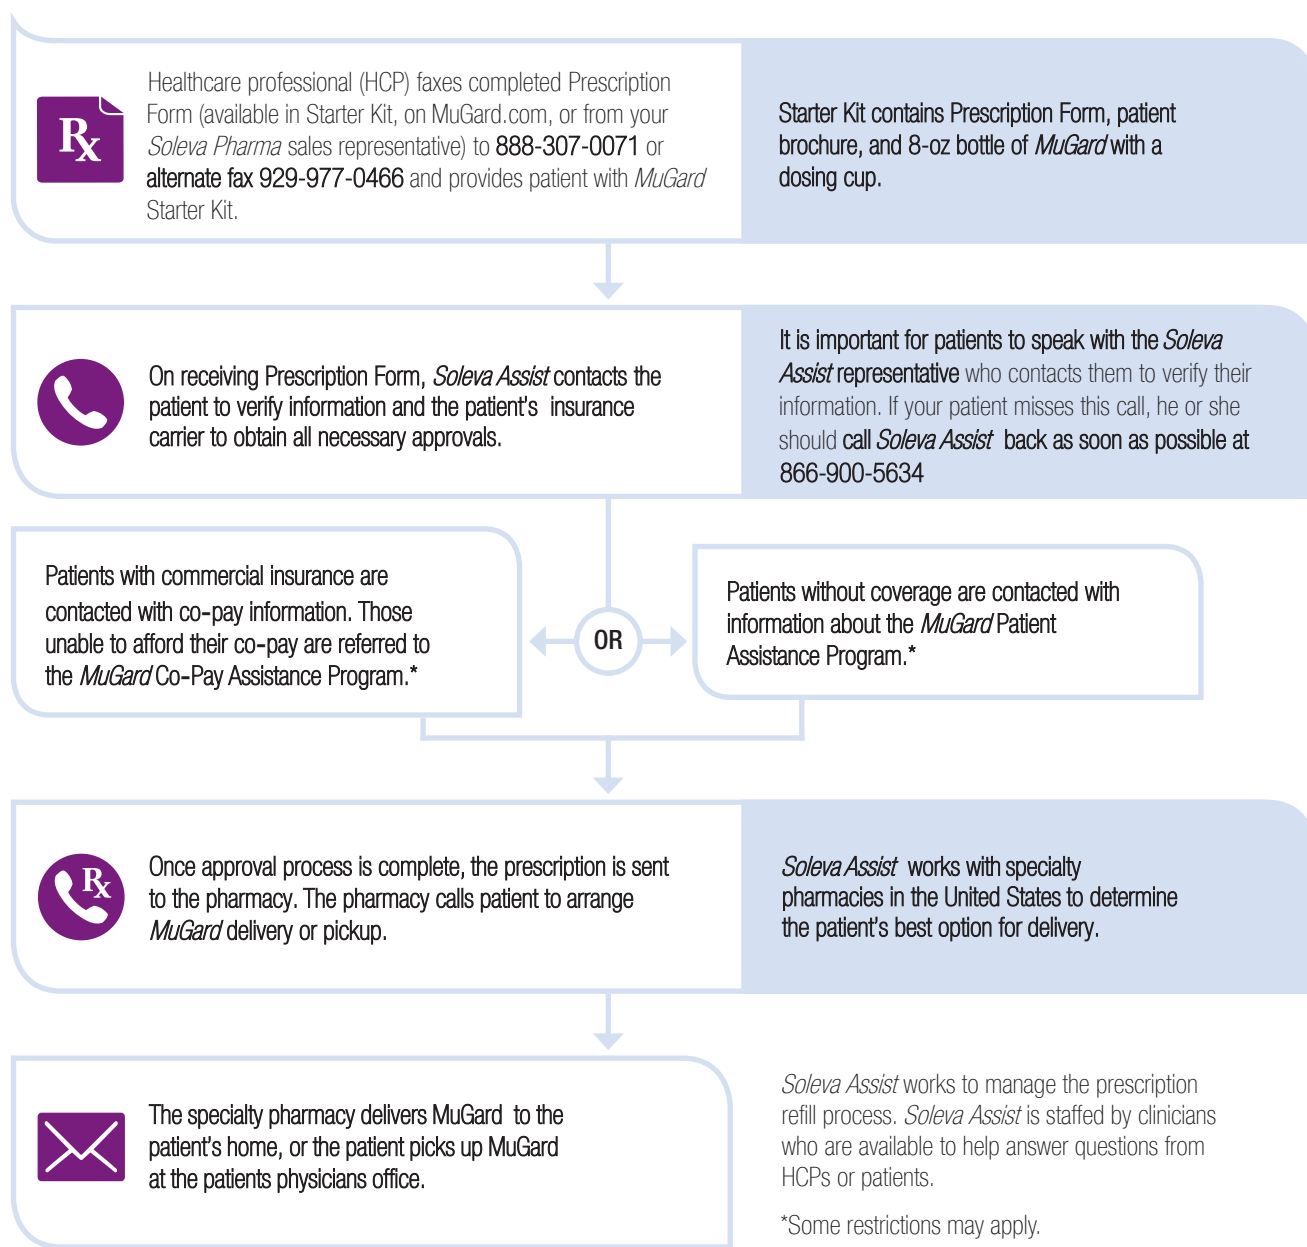 Rx
Healthcare professional (HCP) faxes completed Prescription
Form (available in Starter Kit, on MuGard.com, or from your
Soleva Pharma sales representative) to 888-307-0071 or
alternate fax 929-977-0466 and provides patient with MuGard
Starter Kit.
Starter Kit contains Prescription Form, patient
brochure, and 8-oz bottle of MuGard with a
dosing cup.
On receiving Prescription Form, Soleva Assist contacts the
patient to verify information and the patient's insurance
carrier to obtain all necessary approvals.
It is important for patients to speak with the Soleva
Assist representative who contacts them to verify their
information. If your patient misses this call, he or she
should call Soleva Assist back as soon as possible at
866-900-5634
Patients with commercial insurance are
contacted with co-pay information. Those
unable to afford their co-pay are referred to
the MuGard Co-Pay Assistance Program.*
OR
Patients without coverage are contacted with
information about the MuGard Patient
Assistance Program.*
Rx
Once approval process is complete, the prescription is sent
to the pharmacy. The pharmacy calls patient to arrange
MuGard delivery or pickup.
Soleva Assist works with specialty
pharmacies in the United States to determine
the patient's best option for delivery.
The specialty pharmacy delivers MuGard to the
patient's home, or the patient picks up MuGard
at the patients physicians office.
Soleva Assist works to manage the prescription
refill process. Soleva Assist is staffed by clinicians
who are available to help answer questions from
HCPs or patients.
*Some restrictions may apply.